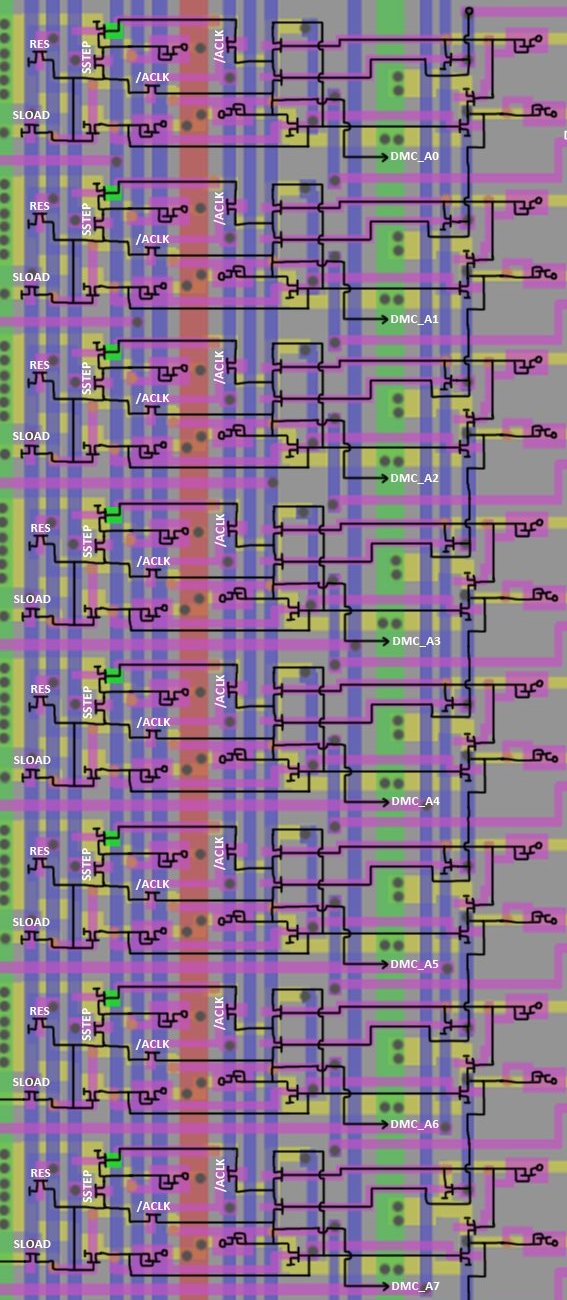 RES
SSTEP
/ACLK
/ACLK
SLOAD
DMC_A0
RES
SSTEP
/ACLK
/ACLK
SLOAD
DMC_A1
RES
SSTEP
/ACLK
/ACLK
SLOAD
DMC_A2
RES
SSTEP
/ACLK
/ACLK
SLOAD
DMC_A3
RES
SSTEP
/ACLK
/ACLK
SLOAD
DMC_A4
RES
SSTEP
/ACLK
/ACLK
SLOAD
DMC_A5
RES
SSTEP
/ACLK
/ACLK
SLOAD
DMC_A6
RES
SSTEP
/ACLK
/ACLK
SLOAD
DMC_A7